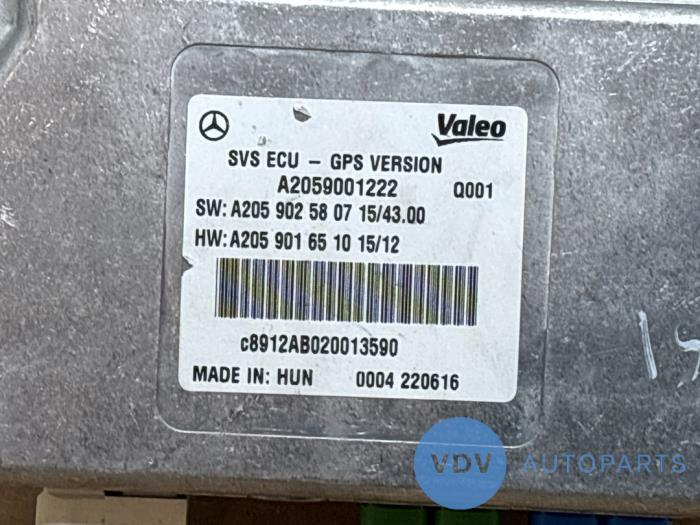 Valeo
SVS ECU – GPS VERSION
A2059001222 Q001
SW: A205 902 58 07 15/43.00
HW: A205 901 65 10 15/12
c8912AB020013590
MADE IN: HUN 0004 220616
VDV AUTOPARTS